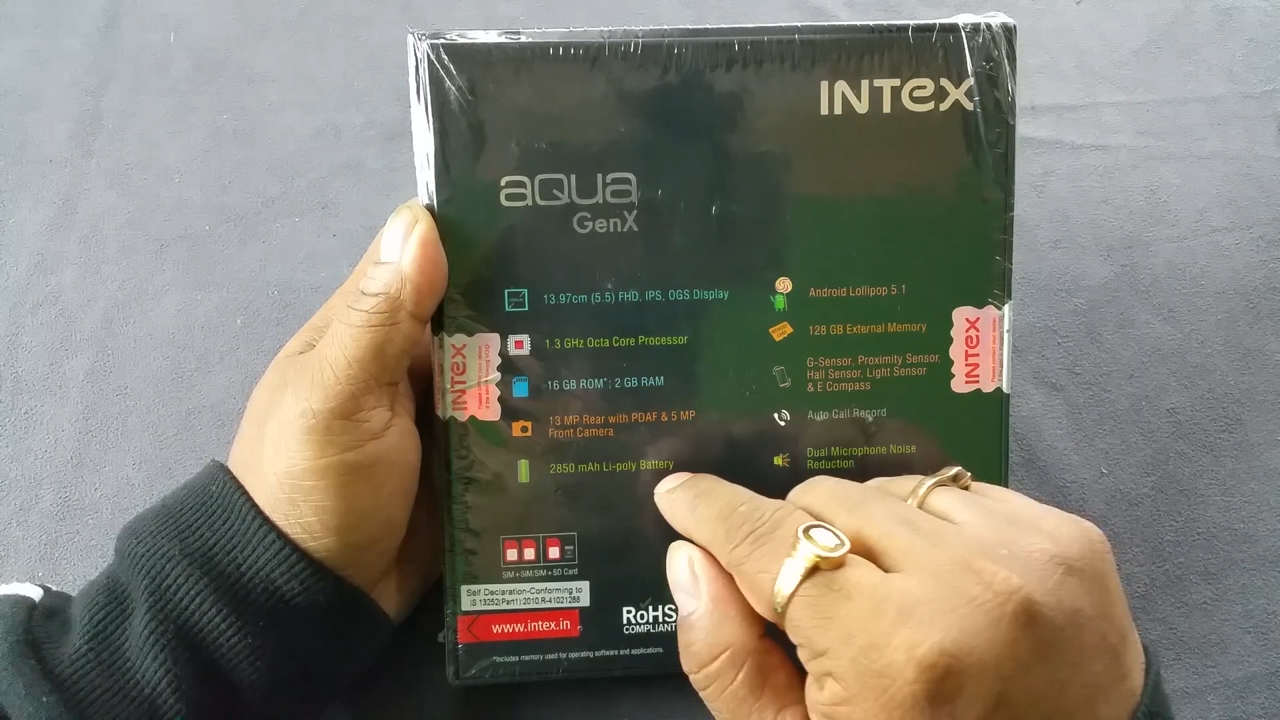 INTEX
aQUa
GenX
13.97cm (5.5) FHD, IPS, OGS Display
1.3 GHz Octa Core Processor
16 GB ROM*; 2 GB RAM
13 MP Rear with PDAF & 5 MP
Front Camera
2850 mAh Li-poly Battery
Android Lollipop 5.1
128 GB External Memory
G-Sensor, Proximity Sensor,
Hall Sensor, Light Sensor
& E Compass
Auto Call Record
Dual Microphone Noise
Reduction
INTEX
INTEX
SIM+SIM/SIM+SD Card
Self Declaration-Conforming to
IS 13252(Part1):2010,R-41021288
www.intex.in
RoHS
COMPLIANT
*Includes memory used for operating software and applications.